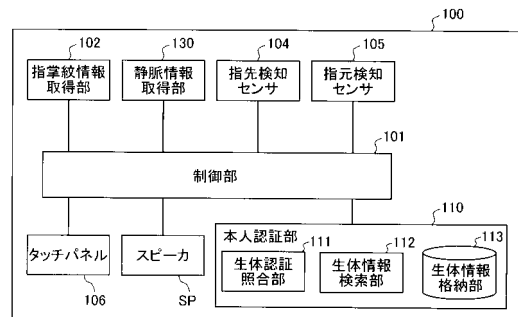 100
102
130
104
105
指掌紋情報
取得部
静脈情報
取得部
指先検知
センサ
指元検知
センサ
101
制御部
110
タッチパネル
スピーカ
本人認証部
111
112
113
生体認証
照合部
生体情報
検索部
生体情報
格納部
106
SP